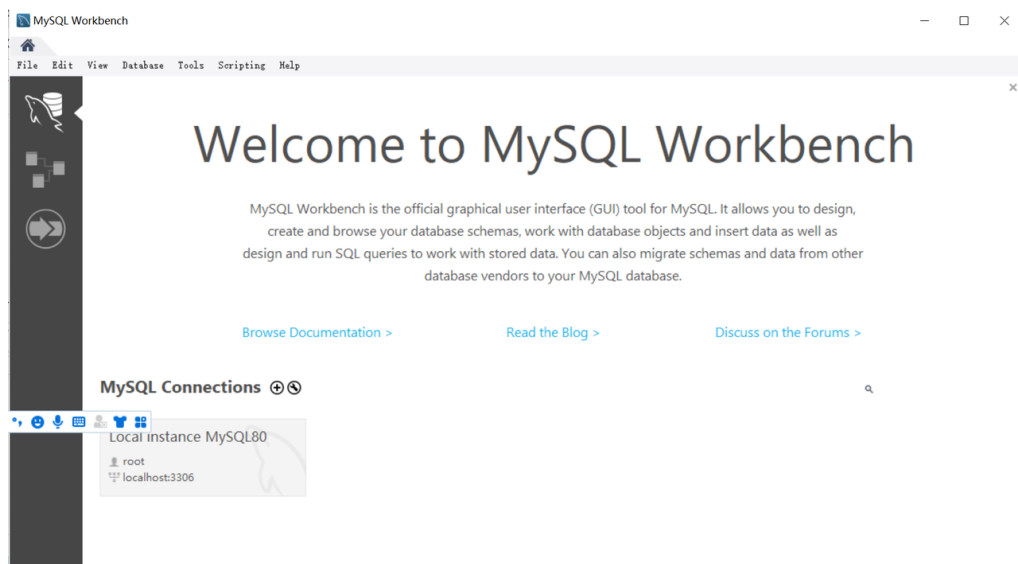 MySQL Workbench
File Edit View Database Tools Scripting Help
Welcome to MySQL Workbench
MySQL Workbench is the official graphical user interface (GUI) tool for MySQL. It allows you to design,
create and browse your database schemas, work with database objects and insert data as well as
design and run SQL queries to work with stored data. You can also migrate schemas and data from other
database vendors to your MySQL database.
Browse Documentation > Read the Blog > Discuss on the Forums >
MySQL Connections
Local instance MySQL80
root
localhost:3306